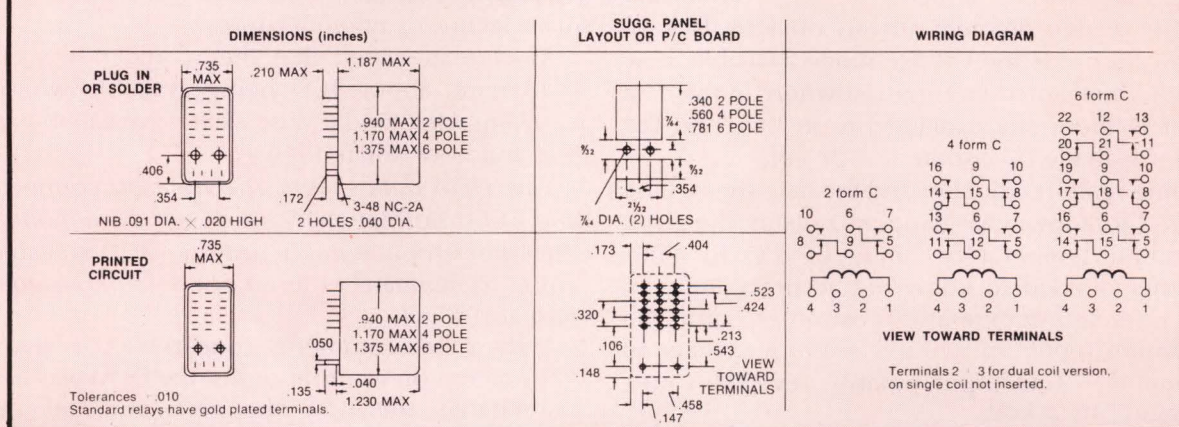 DIMENSIONS (inches)
SUGG. PANEL
LAYOUT OR P/C BOARD
WIRING DIAGRAM
PLUG IN
OR SOLDER
.735
MAX
.210 MAX
1.187 MAX
.940 MAX 2 POLE
1.170 MAX 4 POLE
1.375 MAX 6 POLE
.406
.354
.172
3-48 NC-2A
NIB .091 DIA. × .020 HIGH
2 HOLES .040 DIA.
.340 2 POLE
.560 4 POLE
.781 6 POLE
7/64
9/32
9/32
.354
21/32
7/64 DIA. (2) HOLES
PRINTED
CIRCUIT
.735
MAX
.940 MAX 2 POLE
1.170 MAX 4 POLE
1.375 MAX 6 POLE
.050
.040
.135
1.230 MAX
Tolerances .010
Standard relays have gold plated terminals.
.173
.404
.523
.424
.320
.213
.106
.543
.148
VIEW
TOWARD
TERMINALS
.458
.147
2 form C
10 6 7
8 9 5
4 3 2 1
4 form C
16 9 10
14 15 8
13 6 7
11 12 5
4 3 2 1
6 form C
22 12 13
20 21 11
19 9 10
17 18 8
16 6 7
14 15 5
4 3 2 1
VIEW TOWARD TERMINALS
Terminals 2 3 for dual coil version,
on single coil not inserted.